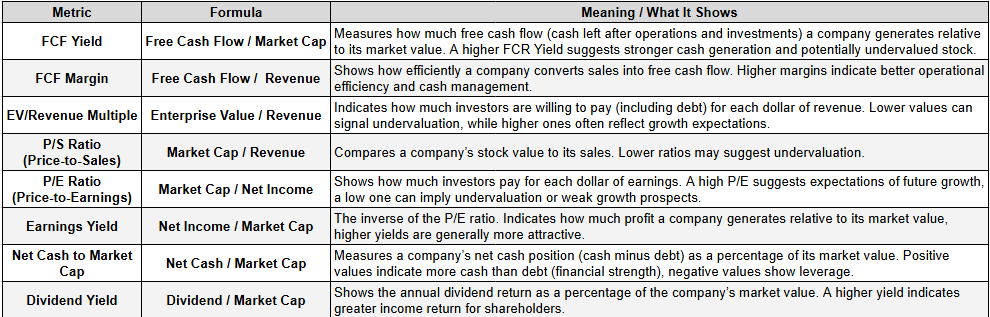 Metric Formula Meaning / What It Shows
FCF Yield Free Cash Flow / Market Cap Measures how much free cash flow (cash left after operations and investments) a company generates relative
to its market value. A higher FCR Yield suggests stronger cash generation and potentially undervalued stock.
FCF Margin Free Cash Flow / Revenue Shows how efficiently a company converts sales into free cash flow. Higher margins indicate better operational
efficiency and cash management.
EV/Revenue Multiple Enterprise Value / Revenue Indicates how much investors are willing to pay (including debt) for each dollar of revenue. Lower values can
signal undervaluation, while higher ones often reflect growth expectations.
P/S Ratio
(Price-to-Sales) Market Cap / Revenue Compares a company's stock value to its sales. Lower ratios may suggest undervaluation.
P/E Ratio
(Price-to-Earnings) Market Cap / Net Income Shows how much investors pay for each dollar of earnings. A high P/E suggests expectations of future growth,
a low one can imply undervaluation or weak growth prospects.
Earnings Yield Net Income / Market Cap The inverse of the P/E ratio. Indicates how much profit a company generates relative to its market value,
higher yields are generally more attractive.
Net Cash to Market
Cap Net Cash / Market Cap Measures a company's net cash position (cash minus debt) as a percentage of its market value. Positive
values indicate more cash than debt (financial strength), negative values show leverage.
Dividend Yield Dividend / Market Cap Shows the annual dividend return as a percentage of the company's market value. A higher yield indicates
greater income return for shareholders.